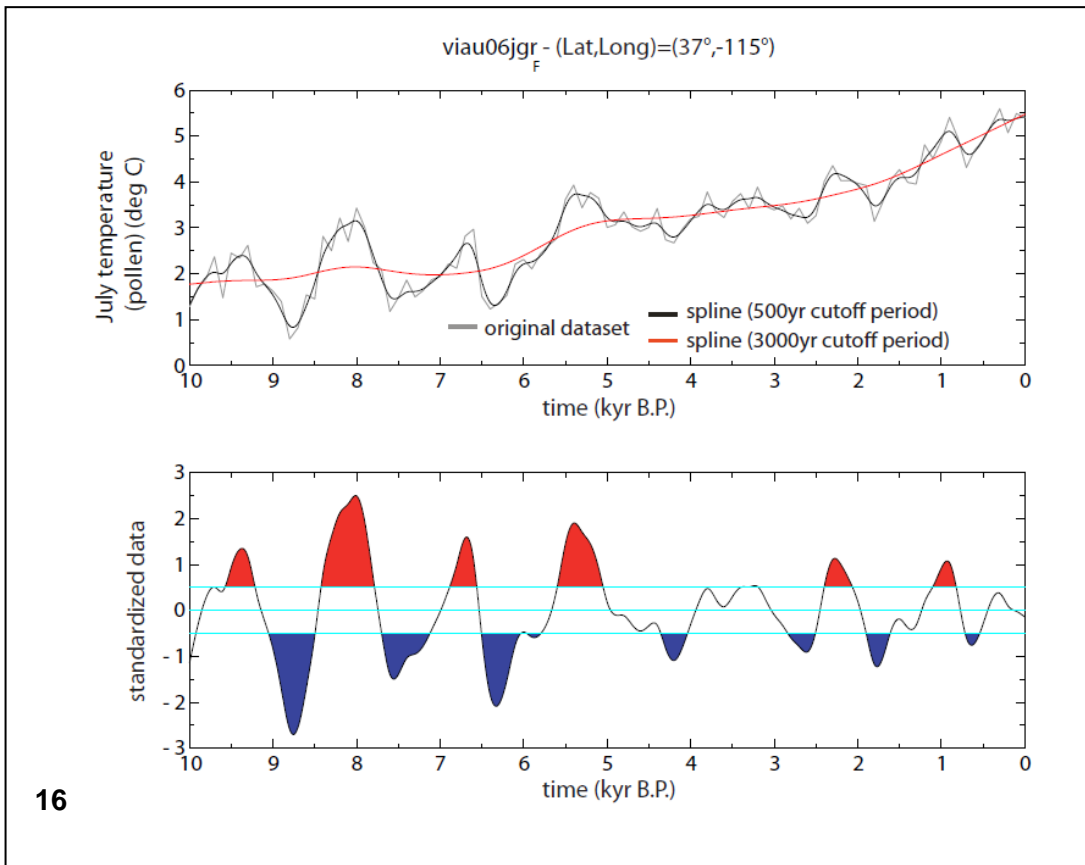 viau06jgr - (Lat,Long)=(37°,-115°)
F
6
5
4
3
2
1
0
July temperature
(pollen) (deg C)
original dataset
spline (500yr cutoff period)
spline (3000yr cutoff period)
10 9 8 7 6 5 4 3 2 1 0
time (kyr B.P.)
3
2
1
0
- 1
- 2
- 3
standardized data
10 9 8 7 6 5 4 3 2 1 0
time (kyr B.P.)
16